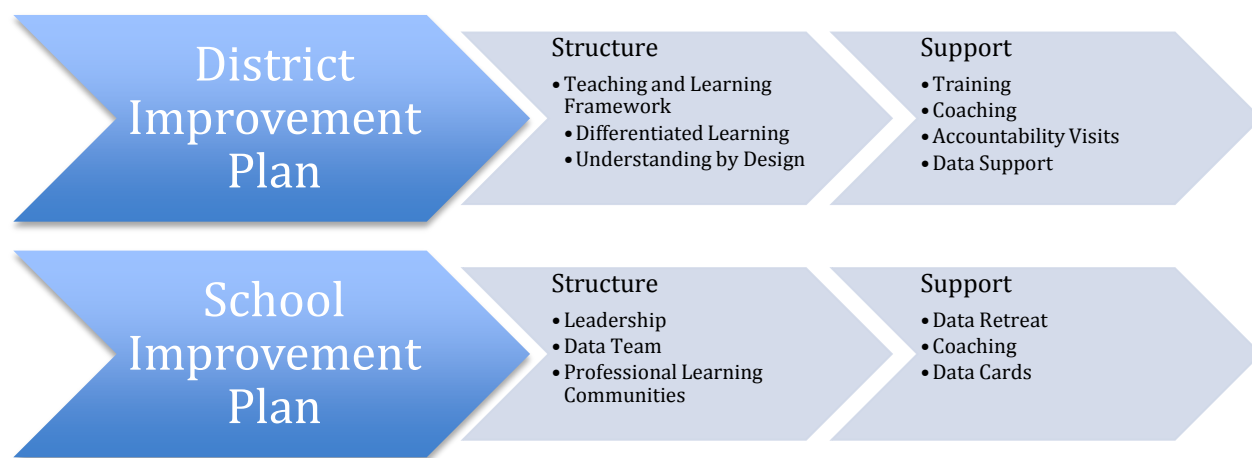 District
Improvement
Plan
Structure
•Teaching and Learning
Framework
•Differentiated Learning
•Understanding by Design
Support
•Training
•Coaching
•Accountability Visits
•Data Support
School
Improvement
Plan
Structure
•Leadership
•Data Team
•Professional Learning
Communities
Support
•Data Retreat
•Coaching
•Data Cards